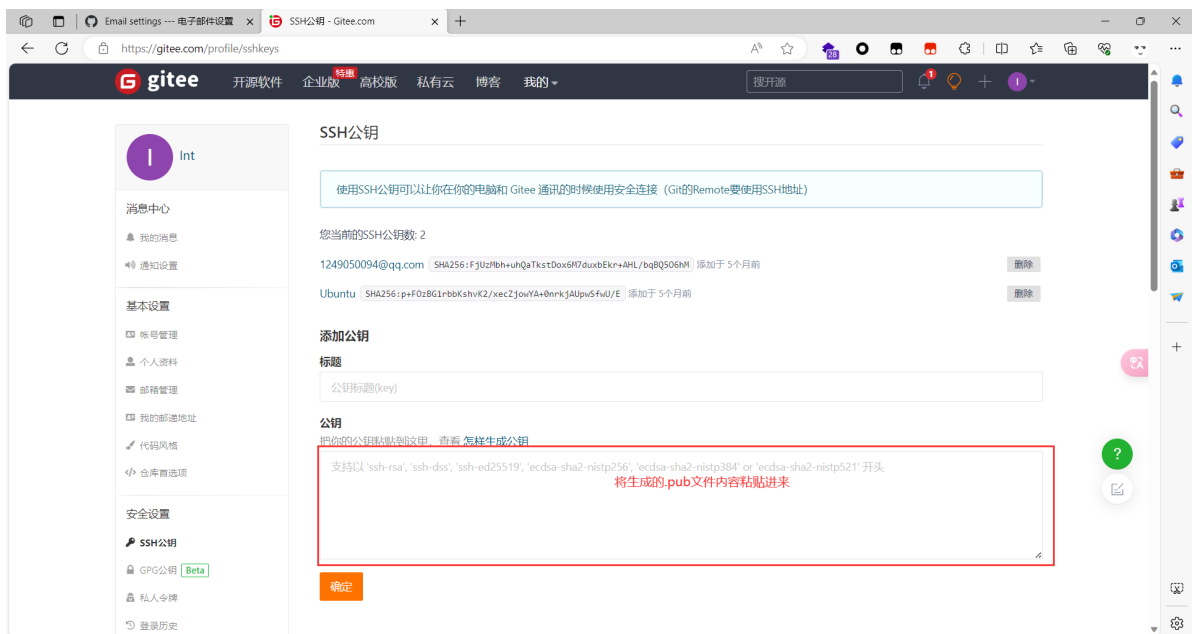 Email settings --- 电子邮件设置
SSH公钥 - Gitee.com
https://gitee.com/profile/sshkeys
28
gitee
开源软件
企业版
特惠
高校版
私有云
博客
我的
搜开源
1
I
I
Int
消息中心
我的消息
通知设置
基本设置
帐号管理
个人资料
邮箱管理
我的邮递地址
代码风格
仓库首选项
安全设置
SSH公钥
GPG公钥 Beta
私人令牌
登录历史
SSH公钥
使用SSH公钥可以让你在你的电脑和 Gitee 通讯的时候使用安全连接（Git的Remote要使用SSH地址）
您当前的SSH公钥数: 2
1249050094@qq.com SHA256:FjUzMbh+uhQaTkstDox6M7duxbEkr+AHL/bqBQ5O6hM 添加于 5个月前 删除
Ubuntu SHA256:p+FOzBG1rbbKshvK2/xecZjowYA+0nrkjAUpwSfwU/E 添加于 5个月前 删除
添加公钥
标题
公钥标题(key)
公钥
把你的公钥粘贴到这里，查看 怎样生成公钥
支持以 'ssh-rsa', 'ssh-dss', 'ssh-ed25519', 'ecdsa-sha2-nistp256', 'ecdsa-sha2-nistp384' or 'ecdsa-sha2-nistp521' 开头
将生成的.pub文件内容粘贴进来
确定